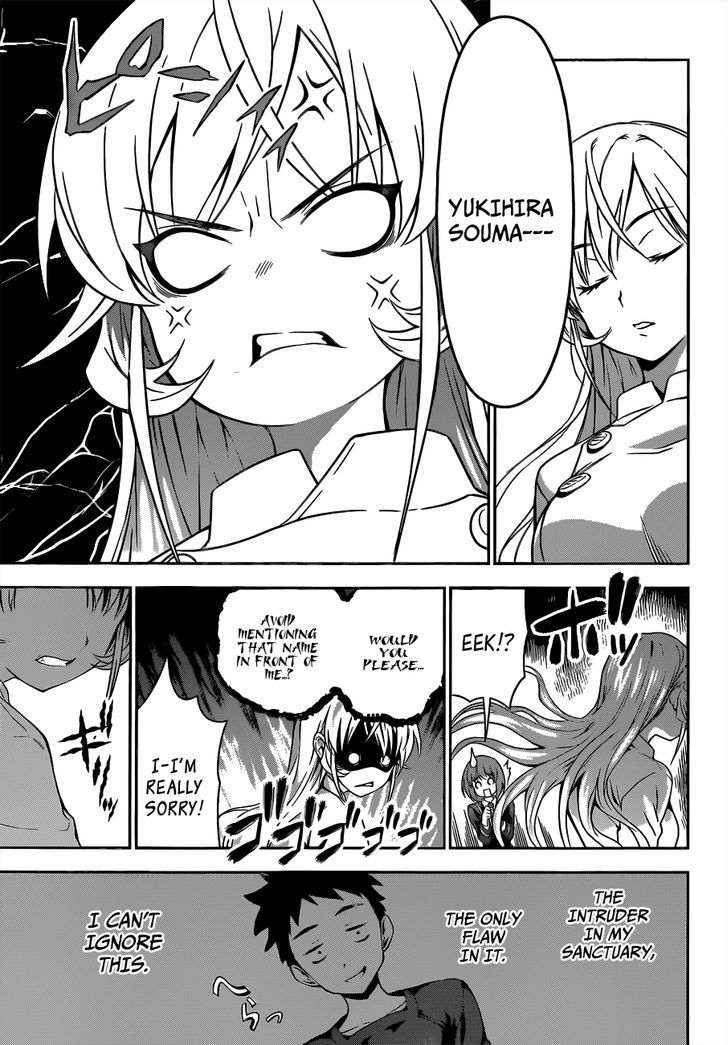 YUKIHIRA
SOUMA---
ピーン
EEK!?
ボッ
WOULD
YOU
PLEASE...
AVOID
MENTIONING
THAT NAME
IN FRONT OF
ME..?
ゴゴゴゴゴ
I-I'M
REALLY
SORRY!
THE
INTRUDER
IN MY
SANCTUARY,
THE ONLY
FLAW
IN IT.
I CAN'T
IGNORE
THIS.
へらっ